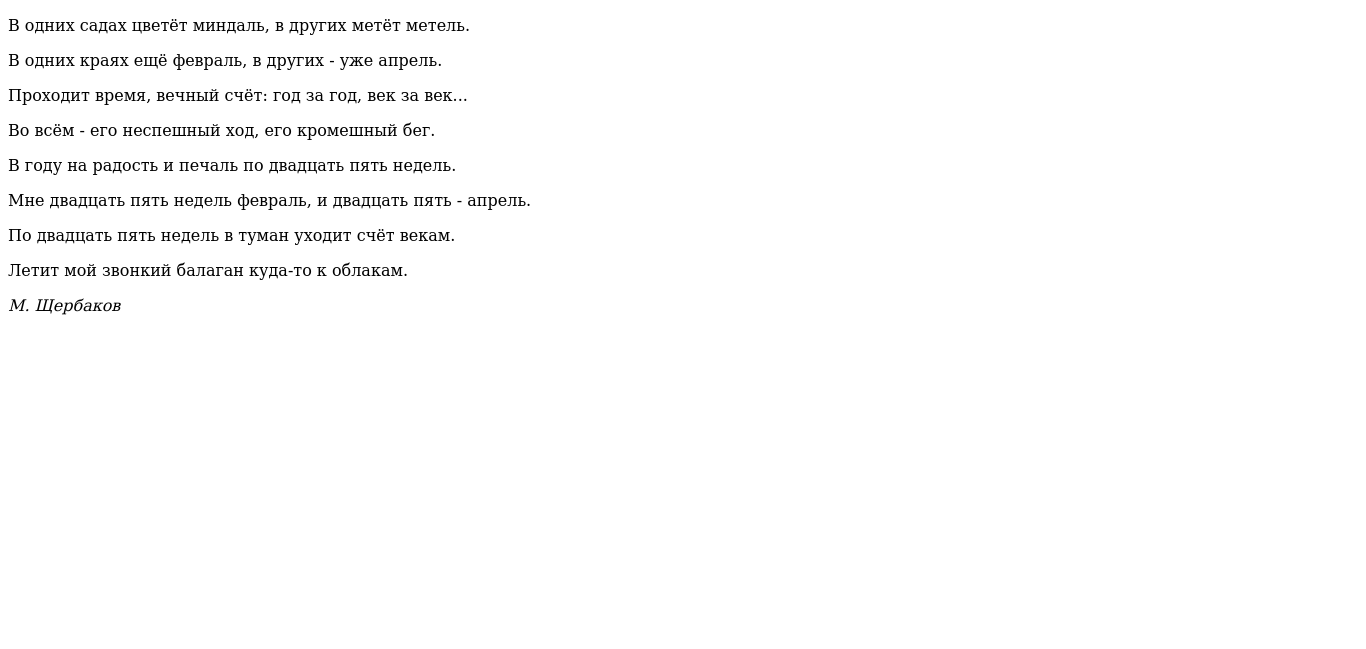 В одних садах цветёт миндаль, в других метёт метель.
В одних краях ещё февраль, в других - уже апрель.
Проходит время, вечный счёт: год за год, век за век...
Во всём - его неспешный ход, его кромешный бег.
В году на радость и печаль по двадцать пять недель.
Мне двадцать пять недель февраль, и двадцать пять - апрель.
По двадцать пять недель в туман уходит счёт векам.
Летит мой звонкий балаган куда-то к облакам.
М. Щербаков